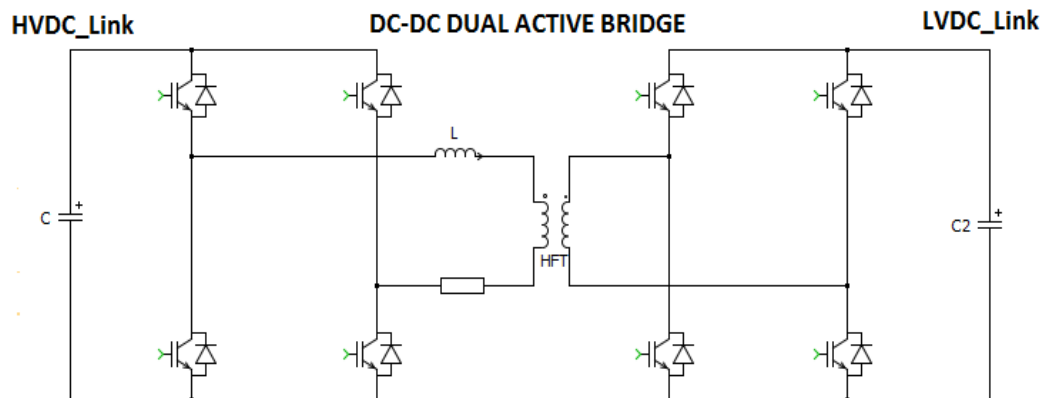 HVDC_Link
DC-DC DUAL ACTIVE BRIDGE
LVDC_Link
L
C
+
HFT
C2
+